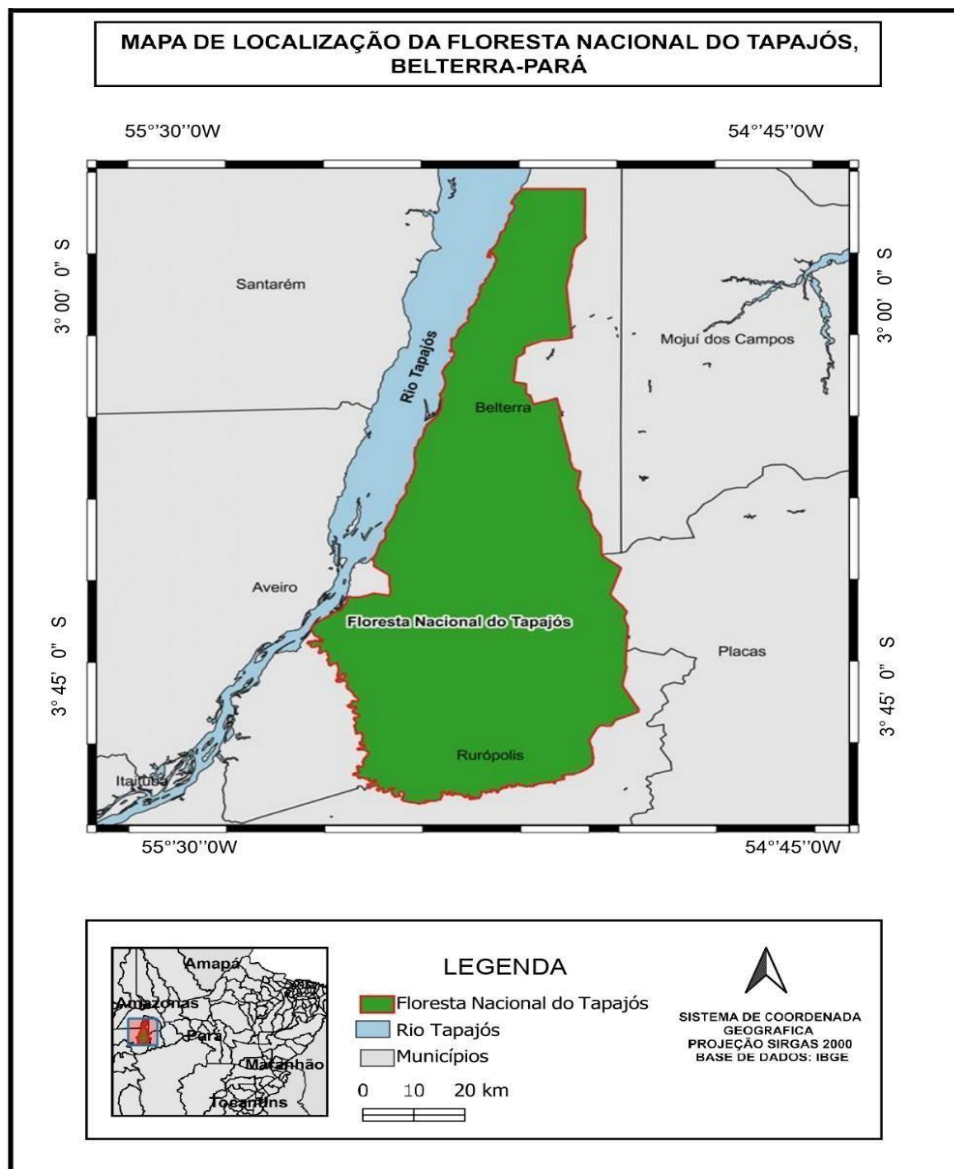 MAPA DE LOCALIZAÇÃO DA FLORESTA NACIONAL DO TAPAJÓS,
BELTERRA-PARÁ
55°'30''0W
54°'45''0W
3° 00' 0" S
3° 00' 0" S
Santarém
Rio Tapajós
Mojuí dos Campos
Belterra
Aveiro
Floresta Nacional do Tapajós
Placas
3° 45' 0" S
3° 45' 0" S
Rurópolis
Itaituba
55°'30''0W
54°'45''0W
Amapá
Amazonas
Pará
Maranhão
Tocantins
LEGENDA
Floresta Nacional do Tapajós
Rio Tapajós
Municípios
0 10 20 km
SISTEMA DE COORDENADA
GEOGRAFICA
PROJEÇÃO SIRGAS 2000
BASE DE DADOS: IBGE